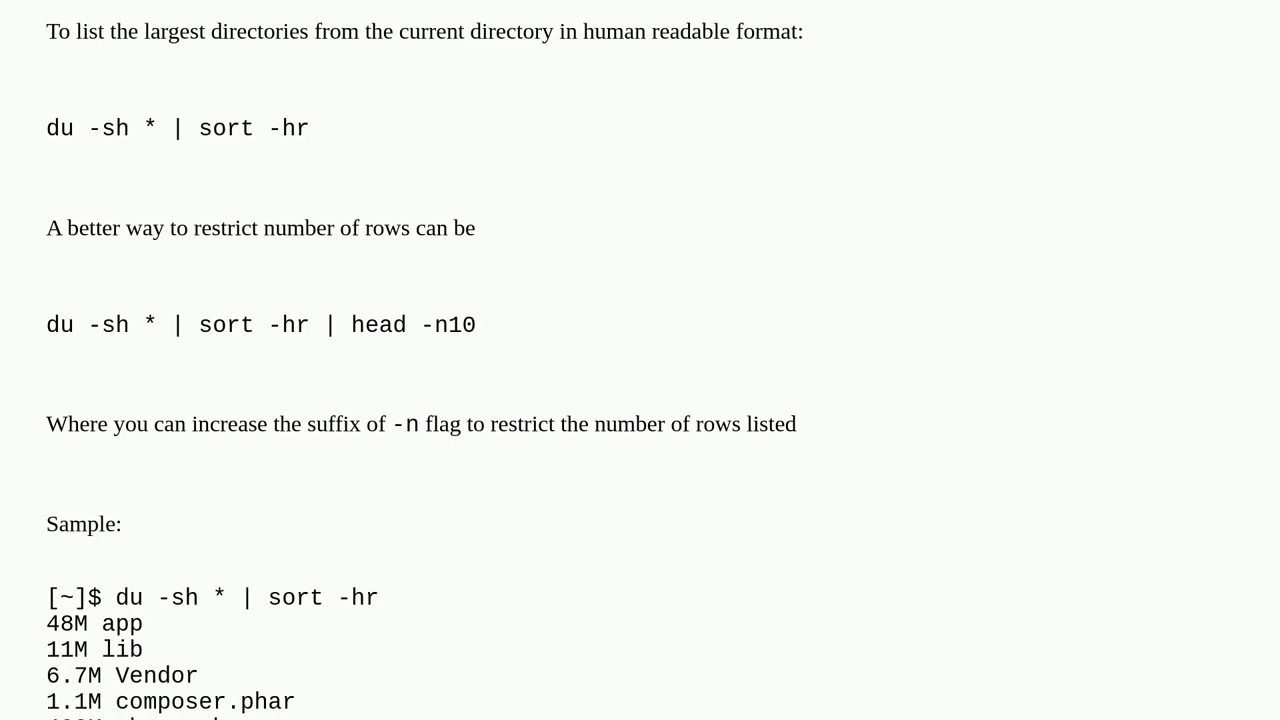 To list the largest directories from the current directory in human readable format:
du -sh * | sort -hr
A better way to restrict number of rows can be
du -sh * | sort -hr | head -n10
Where you can increase the suffix of -n flag to restrict the number of rows listed
Sample:
[~]$ du -sh * | sort -hr
48M app
11M lib
6.7M Vendor
1.1M composer.phar